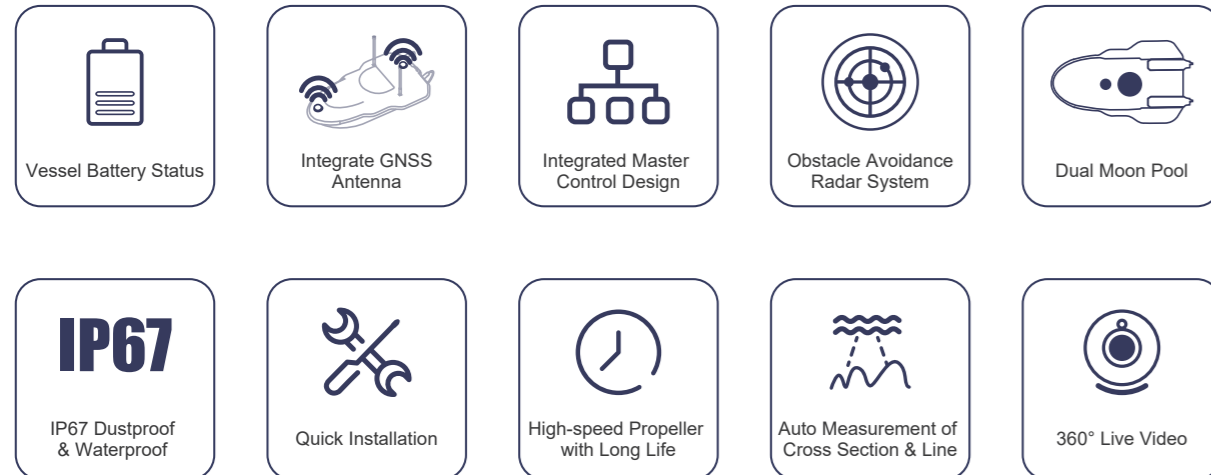 Vessel Battery Status
Integrate GNSS
Antenna
Integrated Master
Control Design
Obstacle Avoidance
Radar System
Dual Moon Pool
IP67
IP67 Dustproof
& Waterproof
Quick Installation
High-speed Propeller
with Long Life
Auto Measurement of
Cross Section & Line
360° Live Video